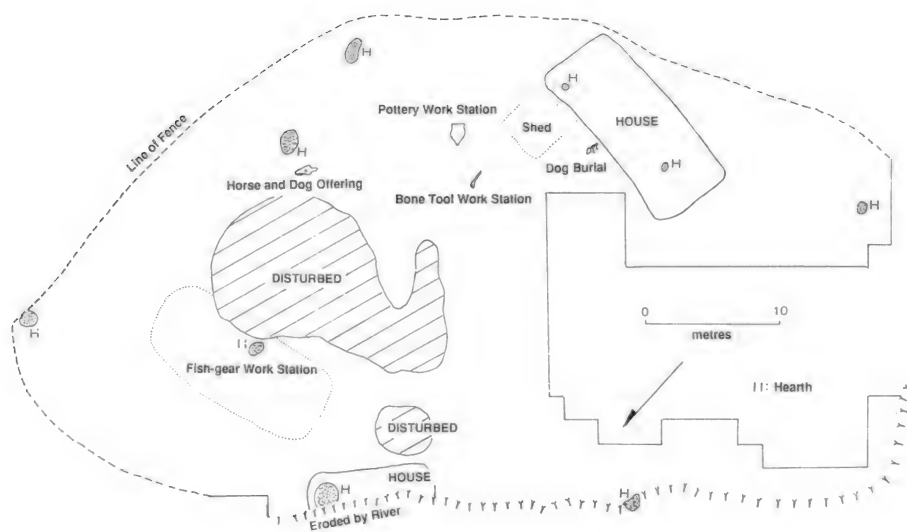 H
H
Pottery Work Station
Shed
HOUSE
Line of Fence
H
H
Dog Burial
Horse and Dog Offering
Bone Tool Work Station
H
DISTURBED
0 10
metres
H
H
Fish-gear Work Station
H: Hearth
DISTURBED
HOUSE
H
H
Eroded by River